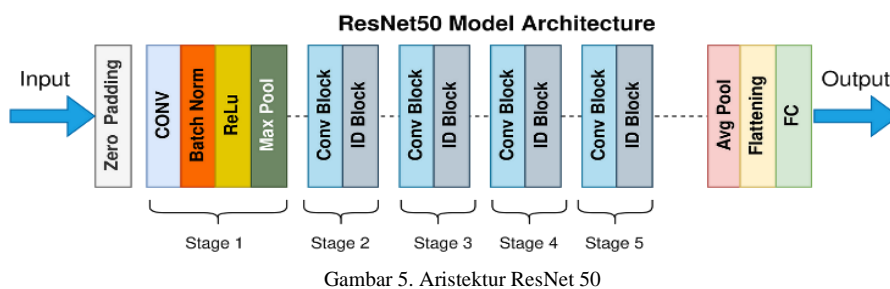 ResNet50 Model Architecture
Input
Zero Padding
CONV
Batch Norm
ReLu
Max Pool
Conv Block
ID Block
Conv Block
ID Block
Conv Block
ID Block
Conv Block
ID Block
Avg Pool
Flattening
FC
Output
Stage 1
Stage 2
Stage 3
Stage 4
Stage 5
Gambar 5. Aristektur ResNet 50